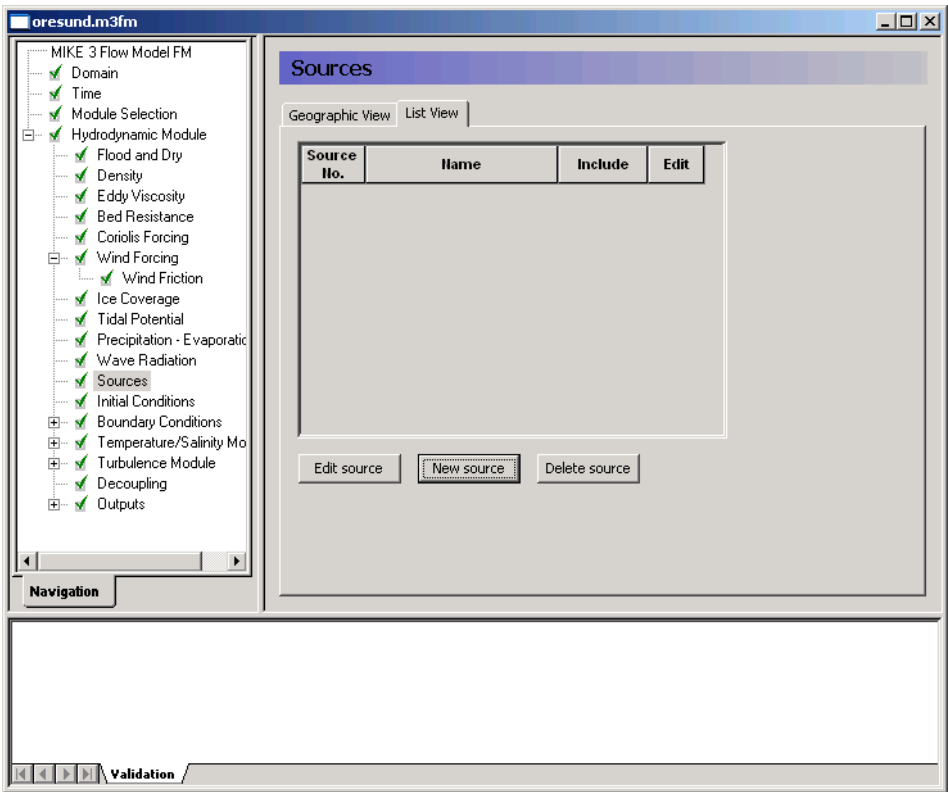 oresund.m3fm
MIKE 3 Flow Model FM
Domain
Time
Module Selection
Hydrodynamic Module
Flood and Dry
Density
Eddy Viscosity
Bed Resistance
Coriolis Forcing
Wind Forcing
Wind Friction
Ice Coverage
Tidal Potential
Precipitation - Evaporatic
Wave Radiation
Sources
Initial Conditions
Boundary Conditions
Temperature/Salinity Mo
Turbulence Module
Decoupling
Outputs
Navigation
Sources
Geographic View List View
Source No. Name Include Edit
Edit source New source Delete source
Validation